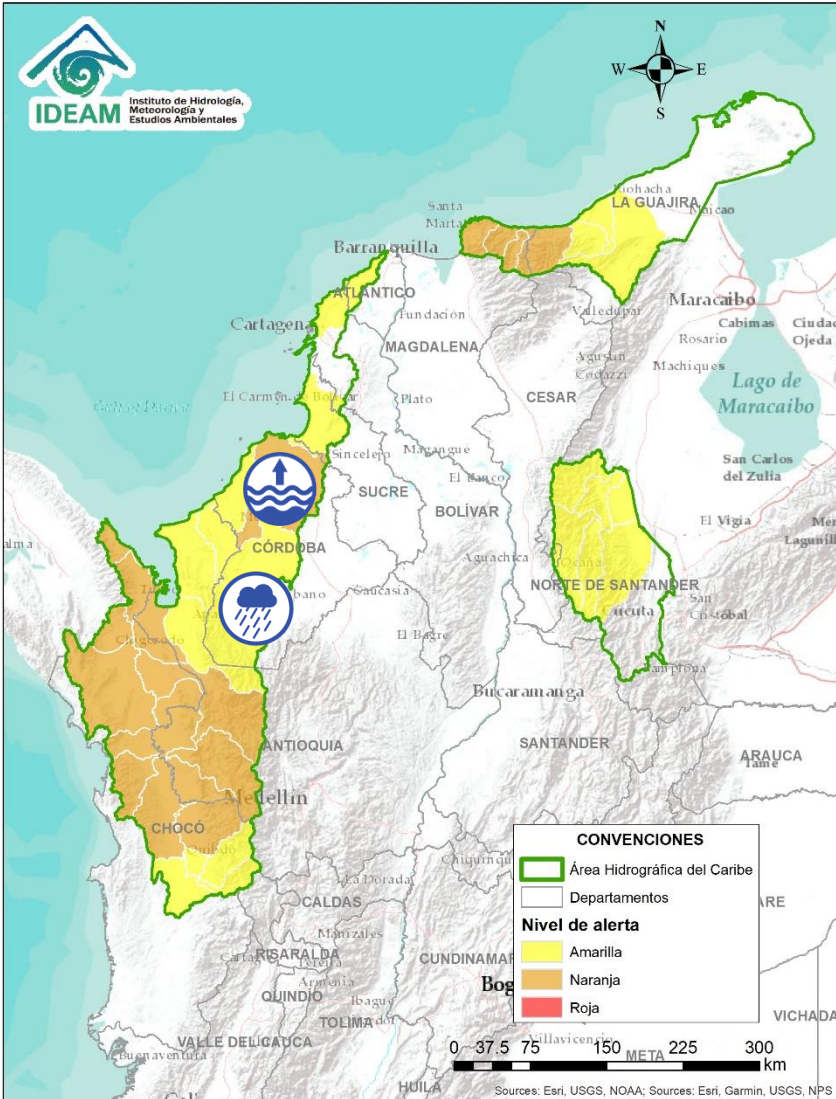 IDEAM
Instituto de Hidrología,
Meteorología y
Estudios Ambientales
N
W
E
S
Riohacha
LA GUAJIRA
Maicao
Santa
Marta
Barranquilla
ATLÁNTICO
Cartagena
Fundación
Valledupar
Maracaibo
Cabimas
Ciudad
Ojeda
Rosario
MAGDALENA
Agustín
Codazzi
Machiques
Lago de
Maracaibo
El Carmen de Bolívar
Plato
CESAR
Sincelejo
Magangue
San Carlos
del Zulia
El Banco
SUCRE
BOLÍVAR
El Vigía
CÓRDOBA
Aguachica
Ocaña
Caucasia
NORTE DE SANTANDER
San
Cristóbal
Cúcuta
El Bagre
Chigorodó
Pamplona
Bucaramanga
ANTIOQUIA
SANTANDER
ARAUCA
Tame
Medellín
CHOCÓ
Quibdó
CONVENCIONES
Área Hidrográfica del Caribe
Departamentos
Nivel de alerta
Amarilla
Naranja
Roja
La Dorada
CALDAS
Manizales
RISARALDA
Pereira
Armenia
QUINDÍO
Ibagué
TOLIMA
CUNDINAMAR
Bog
VICHADA
VALLE DEL CAUCA
Buenaventura
Villavicencio
META
HUILA
0 37.5 75 150 225 300
km
Sources: Esri, USGS, NOAA; Sources: Esri, Garmin, USGS, NPS